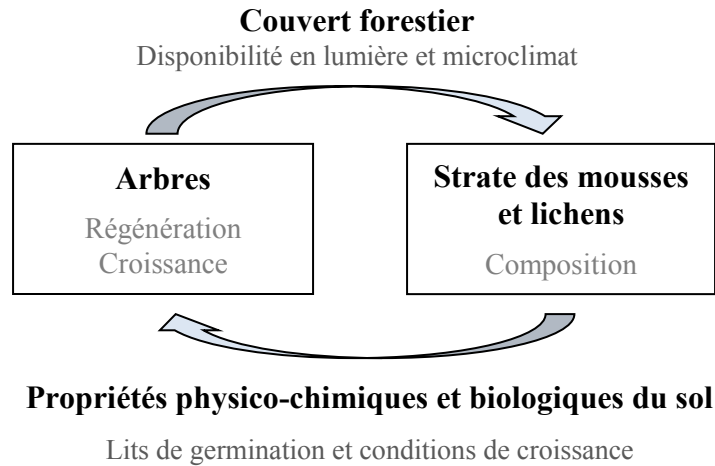 Couvert forestier
Disponibilité en lumière et microclimat
Arbres
Régénération
Croissance
Strate des mousses
et lichens
Composition
Propriétés physico-chimiques et biologiques du sol
Lits de germination et conditions de croissance